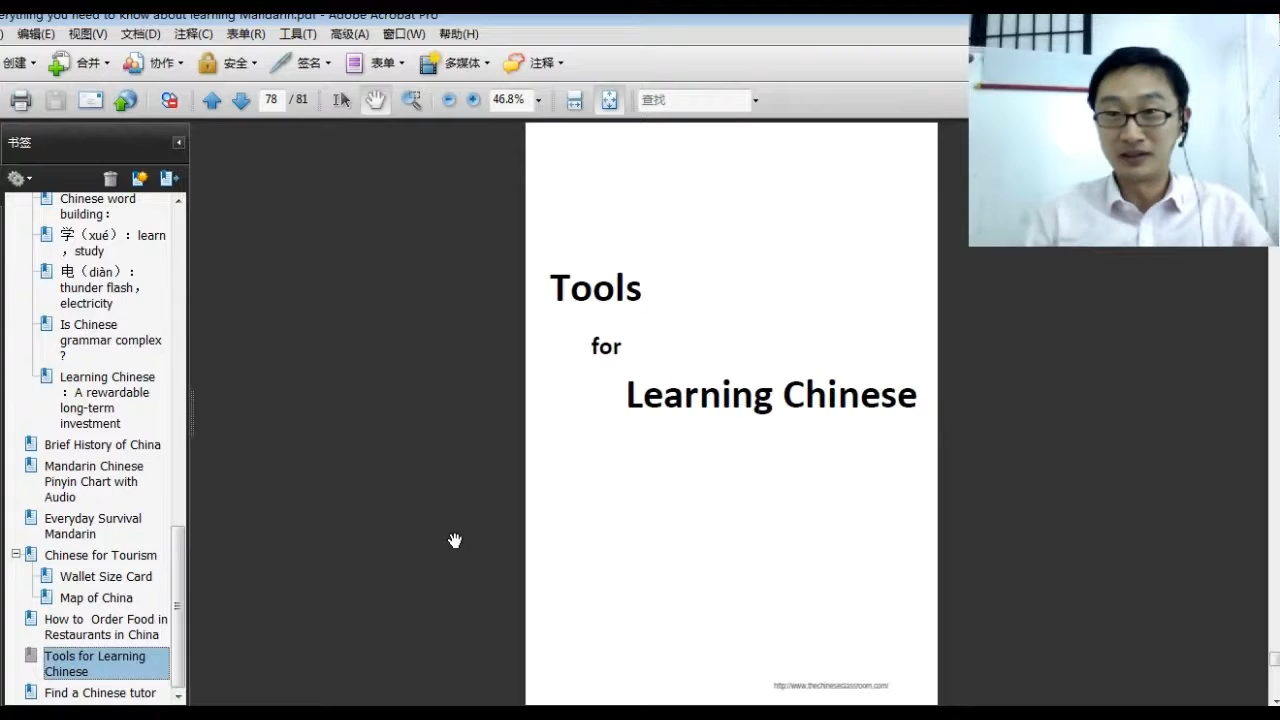 erything you need to know about learning Mandarin.pdf - Adobe Acrobat Pro
) 编辑(E) 视图(V) 文档(D) 注释(C) 表单(R) 工具(T) 高级(A) 窗口(W) 帮助(H)
创建 合并 协作 安全 签名 表单 多媒体 注释
78 / 81 46.8% 查找
书签
Chinese word
building：
学（xué）：learn
，study
电（diàn）：
thunder flash，
electricity
Is Chinese
grammar complex
?
Learning Chinese
：A rewardable
long-term
investment
Brief History of China
Mandarin Chinese
Pinyin Chart with
Audio
Everyday Survival
Mandarin
Chinese for Tourism
Wallet Size Card
Map of China
How to Order Food in
Restaurants in China
Tools for Learning
Chinese
Find a Chinese tutor
Tools
for
Learning Chinese
http://www.thechineseclassroom.com/